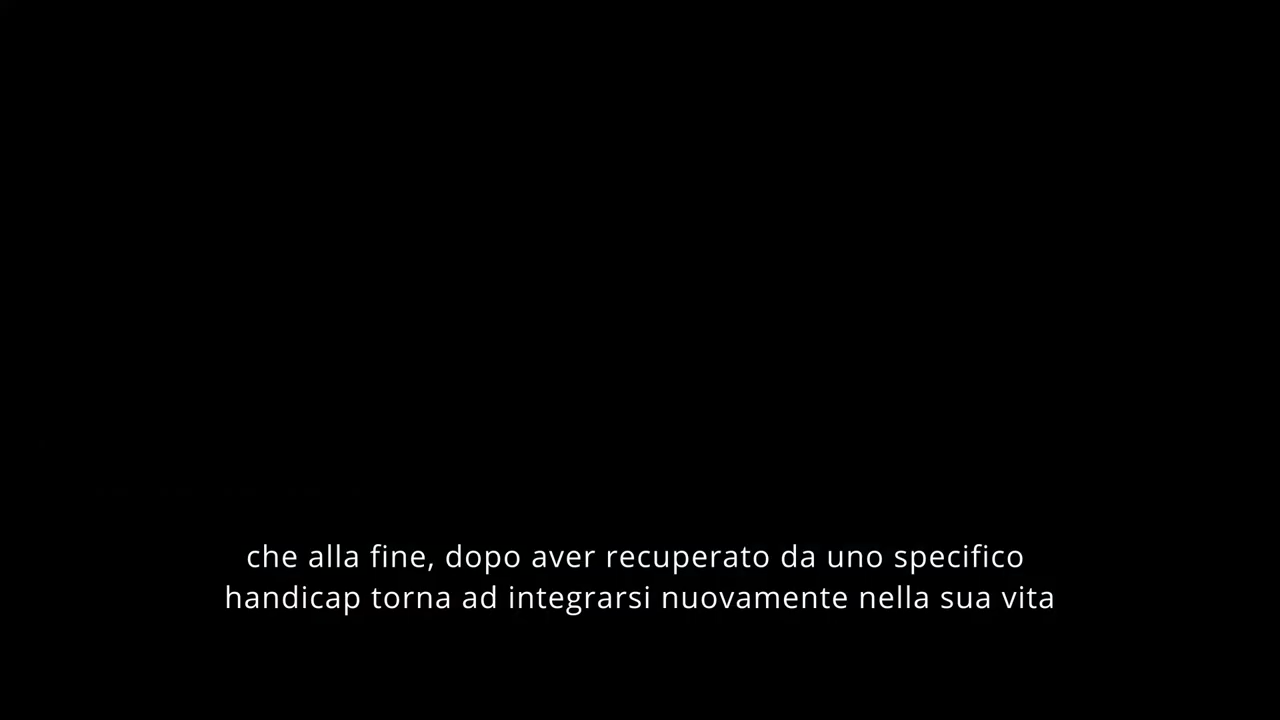 che alla fine, dopo aver recuperato da uno specifico
handicap torna ad integrarsi nuovamente nella sua vita